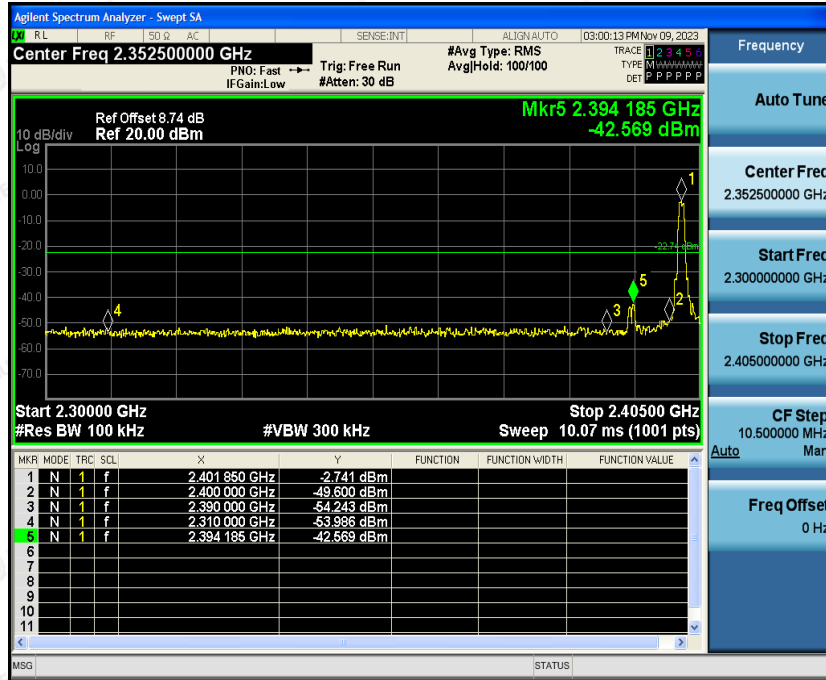 Agilent Spectrum Analyzer - Swept SA
LXI RL RF 50 Ω AC SENSE:INT ALIGN AUTO 03:00:13 PM Nov 09, 2023
Center Freq 2.352500000 GHz
PNO: Fast
IFGain:Low
Trig: Free Run
#Atten: 30 dB
#Avg Type: RMS
Avg|Hold: 100/100
TRACE 1 2 3 4 5 6
TYPE M
DET P P P P P P
Mkr5 2.394 185 GHz
-42.569 dBm
Ref Offset 8.74 dB
10 dB/div Ref 20.00 dBm
Log
10.0
0.00
-10.0
-20.0
-30.0
-40.0
-50.0
-60.0
-70.0
1
2
3
4
5
-22.74 dBm
Start 2.30000 GHz Stop 2.40500 GHz
#Res BW 100 kHz #VBW 300 kHz Sweep 10.07 ms (1001 pts)
MKR MODE TRC SCL X Y FUNCTION FUNCTION WIDTH FUNCTION VALUE
1 N 1 f 2.401 850 GHz -2.741 dBm
2 N 1 f 2.400 000 GHz -49.600 dBm
3 N 1 f 2.390 000 GHz -54.243 dBm
4 N 1 f 2.310 000 GHz -53.986 dBm
5 N 1 f 2.394 185 GHz -42.569 dBm
6
7
8
9
10
11
MSG STATUS
Frequency
Auto Tune
Center Freq
2.352500000 GHz
Start Freq
2.300000000 GHz
Stop Freq
2.405000000 GHz
CF Step
10.500000 MHz
Auto Man
Freq Offset
0 Hz